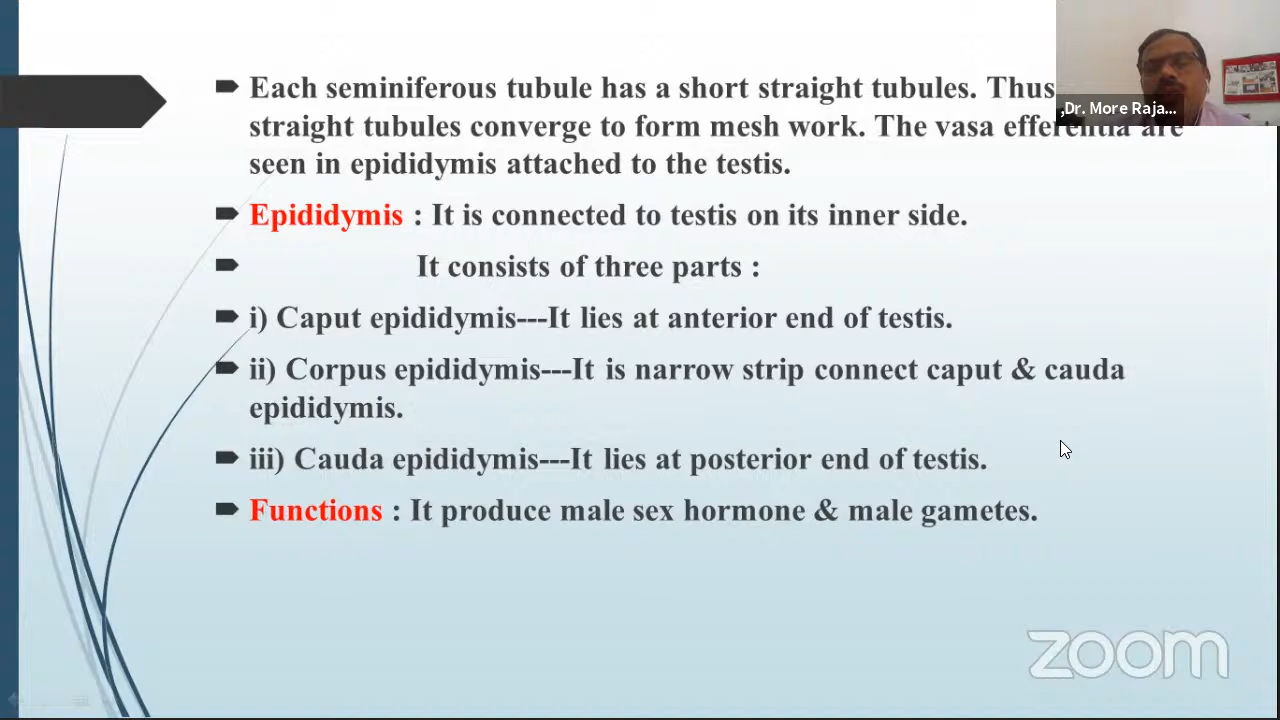 Each seminiferous tubule has a short straight tubules. Thus
straight tubules converge to form mesh work. The vasa efferentia are
seen in epididymis attached to the testis.
Epididymis : It is connected to testis on its inner side.
It consists of three parts :
i) Caput epididymis---It lies at anterior end of testis.
ii) Corpus epididymis---It is narrow strip connect caput & cauda
epididymis.
iii) Cauda epididymis---It lies at posterior end of testis.
Functions : It produce male sex hormone & male gametes.
,Dr. More Raja...
zoom